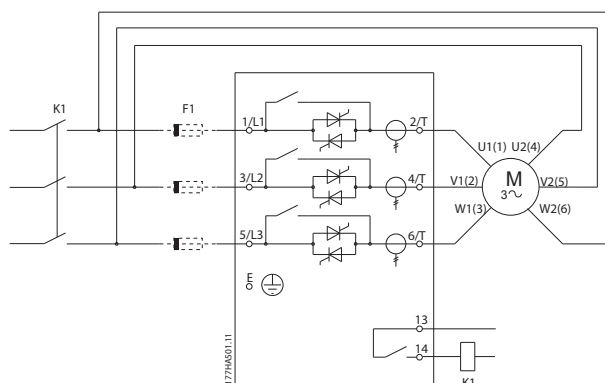 K1
F1
1/L1
2/T
U1(1) U2(4)
3/L2
4/T
V1(2)
M
3
V2(5)
5/L3
6/T
W1(3)
W2(6)
E
13
14
K1
177HA501.11